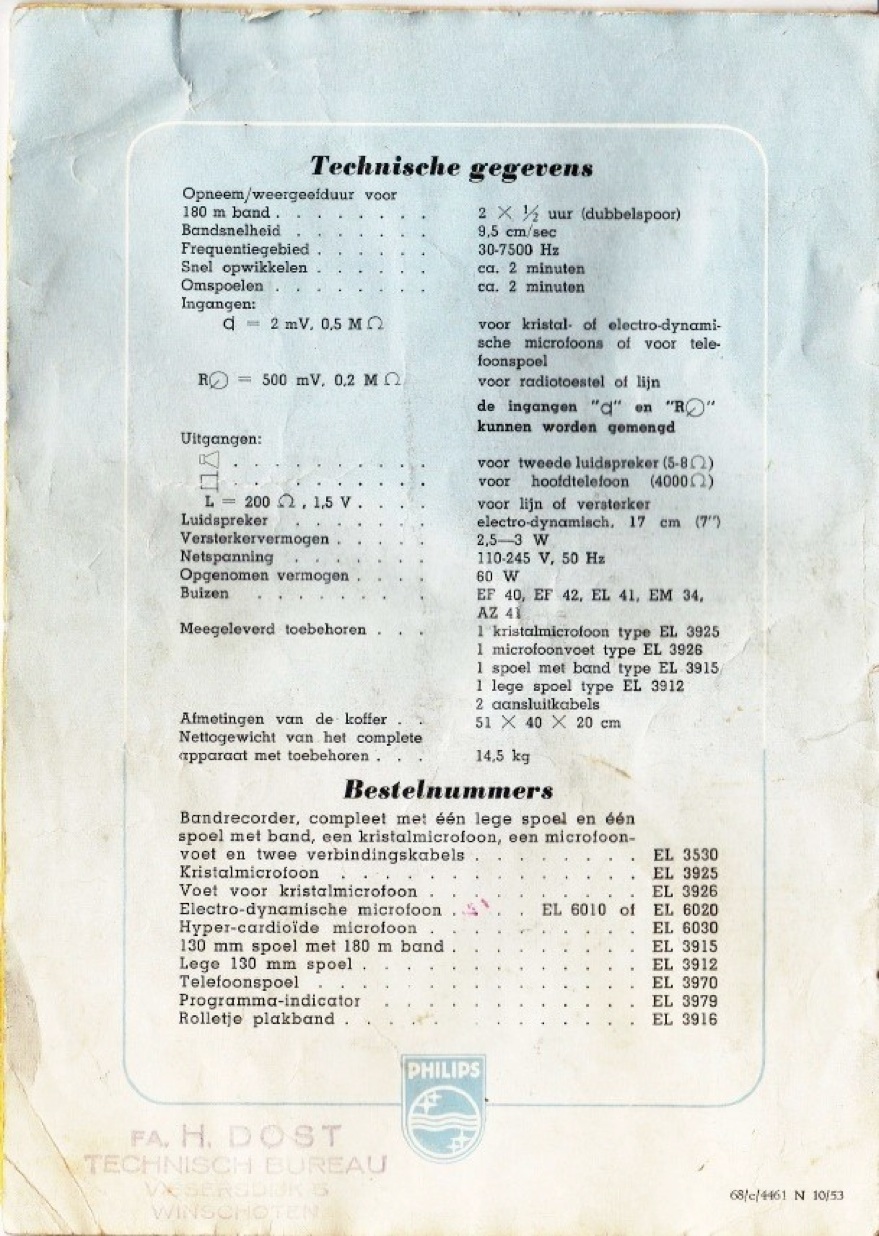 Technische gegevens
Opneem/weergeefduur voor
180 m band . . . . . . . . 2 × ½ uur (dubbelspoor)
Bandsnelheid . . . . . . . 9,5 cm/sec
Frequentiegebied . . . . . . 30-7500 Hz
Snel opwikkelen . . . . . . ca. 2 minuten
Omspoelen . . . . . . . . ca. 2 minuten
Ingangen:
= 2 mV, 0,5 M Ω voor kristal- of electro-dynami-
sche microfoons of voor tele-
foonspoel
R = 500 mV, 0,2 M Ω voor radiotoestel of lijn
de ingangen "  " en "R  "
kunnen worden gemengd
Uitgangen:
. . . . . . . . . . voor tweede luidspreker (5-8 Ω)
. . . . . . . . . . voor hoofdtelefoon (4000 Ω)
L = 200 Ω , 1,5 V . . . . voor lijn of versterker
Luidspreker . . . . . . . electro-dynamisch, 17 cm (7")
Versterkervermogen . . . . . 2,5—3 W
Netspanning . . . . . . . 110-245 V, 50 Hz
Opgenomen vermogen . . . . 60 W
Buizen . . . . . . . . EF 40, EF 42, EL 41, EM 34,
AZ 41
Meegeleverd toebehoren . . . 1 kristalmicrofoon type EL 3925
1 microfoonvoet type EL 3926
1 spoel met band type EL 3915
1 lege spoel type EL 3912
2 aansluitkabels
Afmetingen van de koffer . . 51 × 40 × 20 cm
Nettogewicht van het complete
apparaat met toebehoren . . . 14,5 kg
Bestelnummers
Bandrecorder, compleet met één lege spoel en één
spoel met band, een kristalmicrofoon, een microfoon-
voet en twee verbindingskabels . . . . . . . . EL 3530
Kristalmicrofoon . . . . . . . . . . . . . EL 3925
Voet voor kristalmicrofoon . . . . . . . . . . EL 3926
Electro-dynamische microfoon . . . . EL 6010 of EL 6020
Hyper-cardioïde microfoon . . . . . . . . . . EL 6030
130 mm spoel met 180 m band . . . . . . . . . EL 3915
Lege 130 mm spoel . . . . . . . . . . . . . EL 3912
Telefoonspoel . . . . . . . . . . . . . . EL 3970
Programma-indicator . . . . . . . . . . . EL 3979
Rolletje plakband . . . . . . . . . . . . . EL 3916
PHILIPS
FA. H. DOST
TECHNISCH BUREAU
WINSCHOTEN
68/c/4461 N 10/53